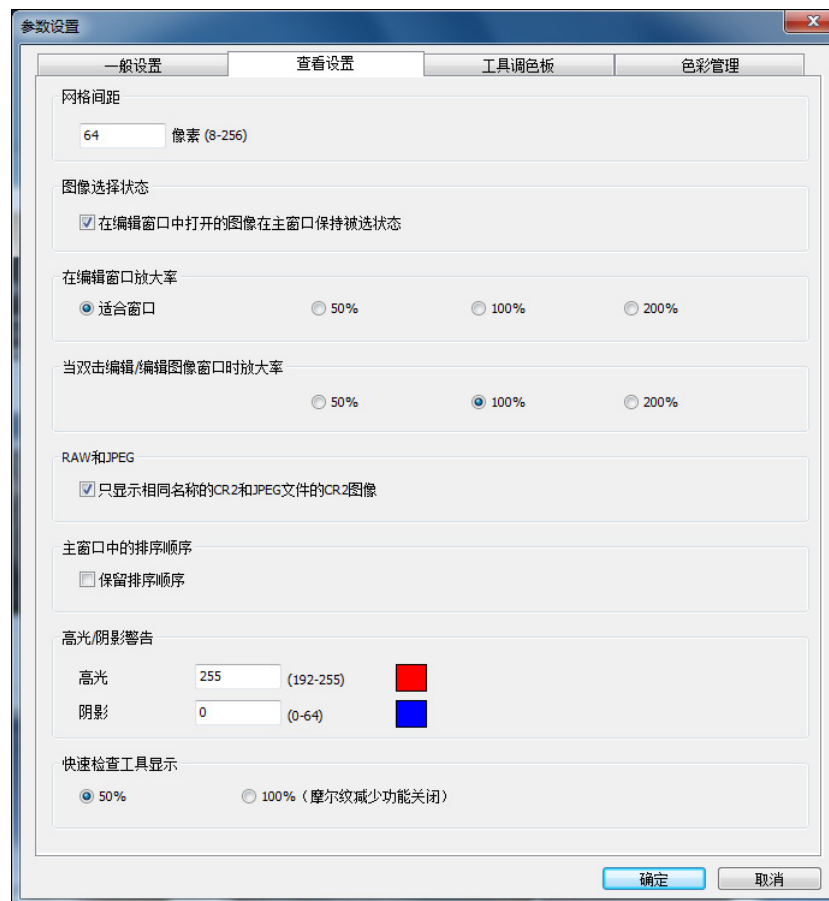 参数设置
一般设置 查看设置 工具调色板 色彩管理
网格间距
64 像素 (8-256)
图像选择状态
在编辑窗口中打开的图像在主窗口保持被选状态
在编辑窗口放大率
适合窗口 50% 100% 200%
当双击编辑/编辑图像窗口时放大率
50% 100% 200%
RAW和JPEG
只显示相同名称的CR2和JPEG文件的CR2图像
主窗口中的排序顺序
保留排序顺序
高光/阴影警告
高光 255 (192-255)
阴影 0 (0-64)
快速检查工具显示
50% 100%（摩尔纹减少功能关闭）
确定 取消